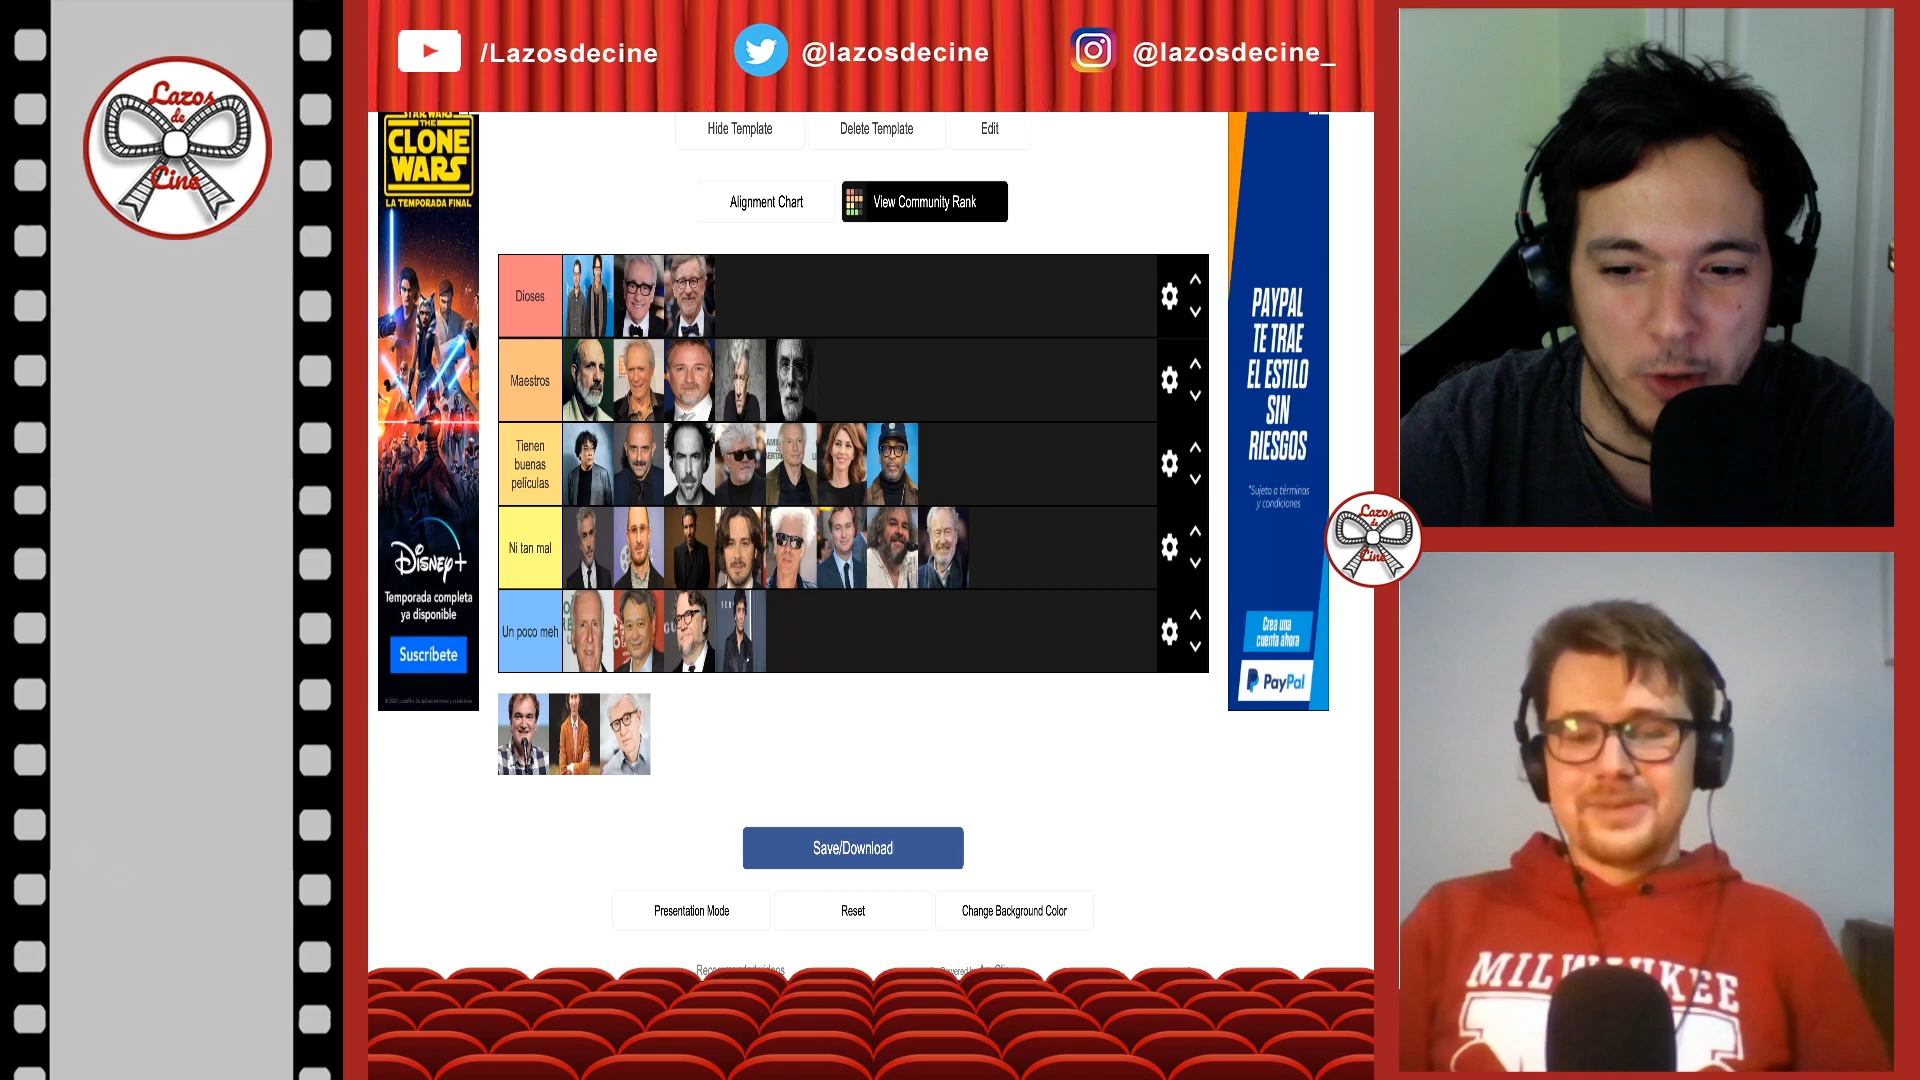 Lazos
de
Cine
/Lazosdecine
@lazosdecine
@lazosdecine_
STAR WARS
THE
CLONE
WARS
LA TEMPORADA FINAL
Disney+
Temporada completa
ya disponible
Suscríbete
Hide Template
Delete Template
Edit
Alignment Chart
View Community Rank
Dioses
Maestros
Tienen
buenas
películas
Ni tan mal
Un poco meh
Save/Download
Presentation Mode
Reset
Change Background Color
PAYPAL
TE TRAE
EL ESTILO
SIN
RIESGOS
*Sujeto a términos
y condiciones
Crea una
cuenta ahora
PayPal
Lazos
de
Cine
MILWAUKEE